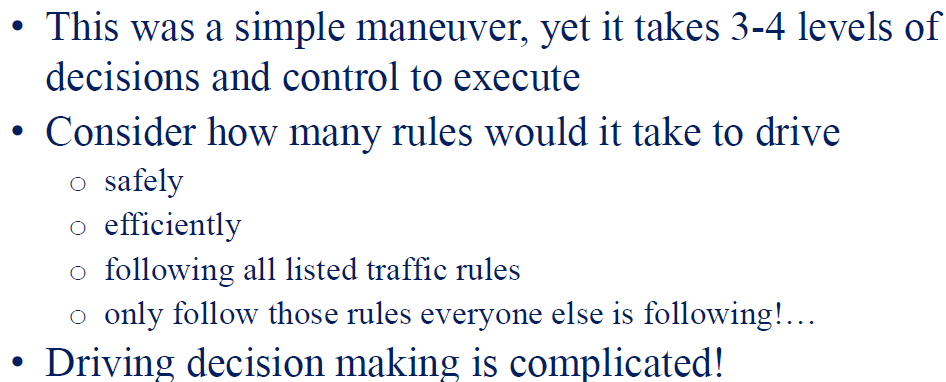 • This was a simple maneuver, yet it takes 3-4 levels of
decisions and control to execute
• Consider how many rules would it take to drive
o safely
o efficiently
o following all listed traffic rules
o only follow those rules everyone else is following!…
• Driving decision making is complicated!